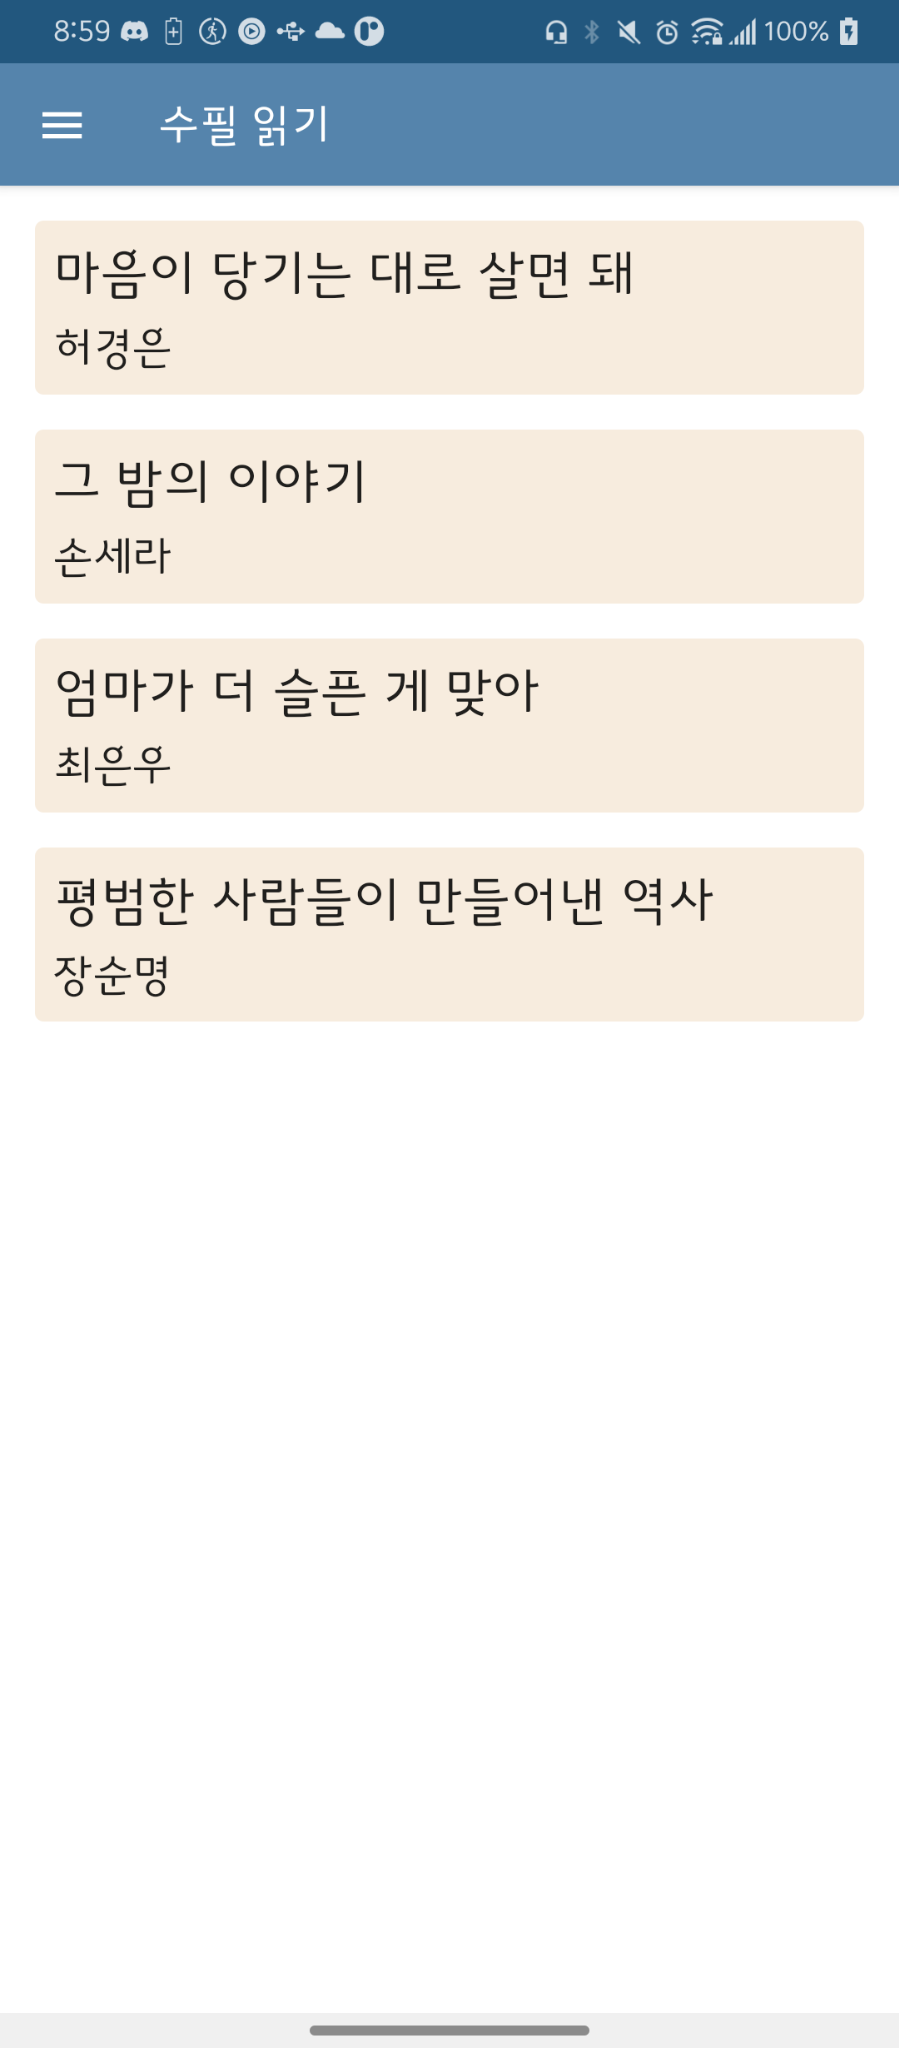 8:59 100%
수필 읽기
마음이 당기는 대로 살면 돼
허경은
그 밤의 이야기
손세라
엄마가 더 슬픈 게 맞아
최은우
평범한 사람들이 만들어낸 역사
장순명